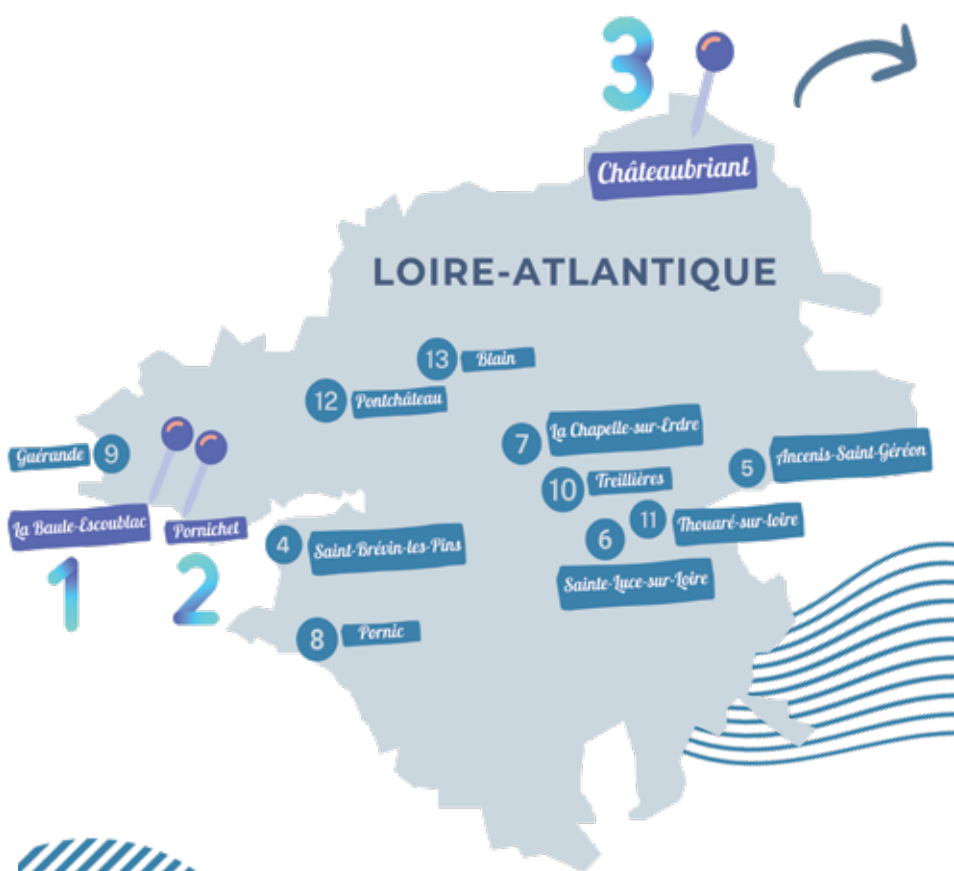 3
Châteaubriant
LOIRE-ATLANTIQUE
13 Blain
12 Pontchâteau
7 La Chapelle-sur-Erdre
Guérande 9
5 Ancenis-Saint-Géréon
10 Treillières
11 Thouaré-sur-loire
La Baule-Escoublac
Pornichet
4 Saint-Brévin-les-Pins
6
Sainte-Luce-sur-Loire
1
2
8 Pornic